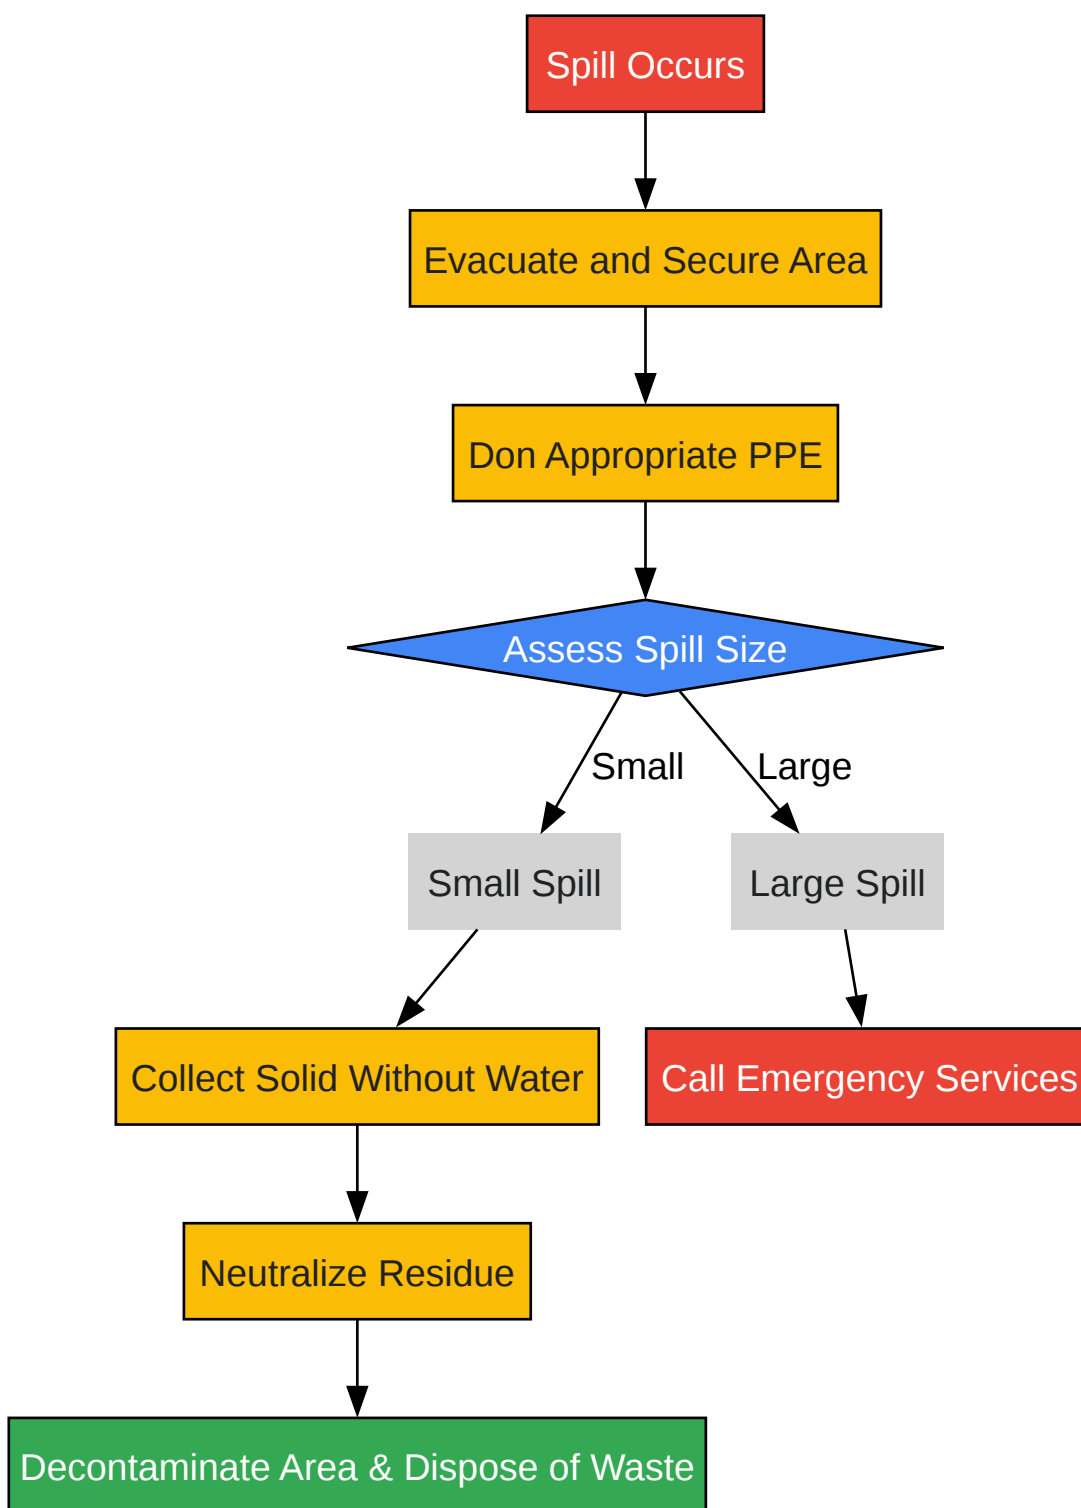 Spill Occurs
Evacuate and Secure Area
Don Appropriate PPE
Assess Spill Size
Small
Large
Small Spill
Large Spill
Collect Solid Without Water
Call Emergency Services
Neutralize Residue
Decontaminate Area & Dispose of Waste